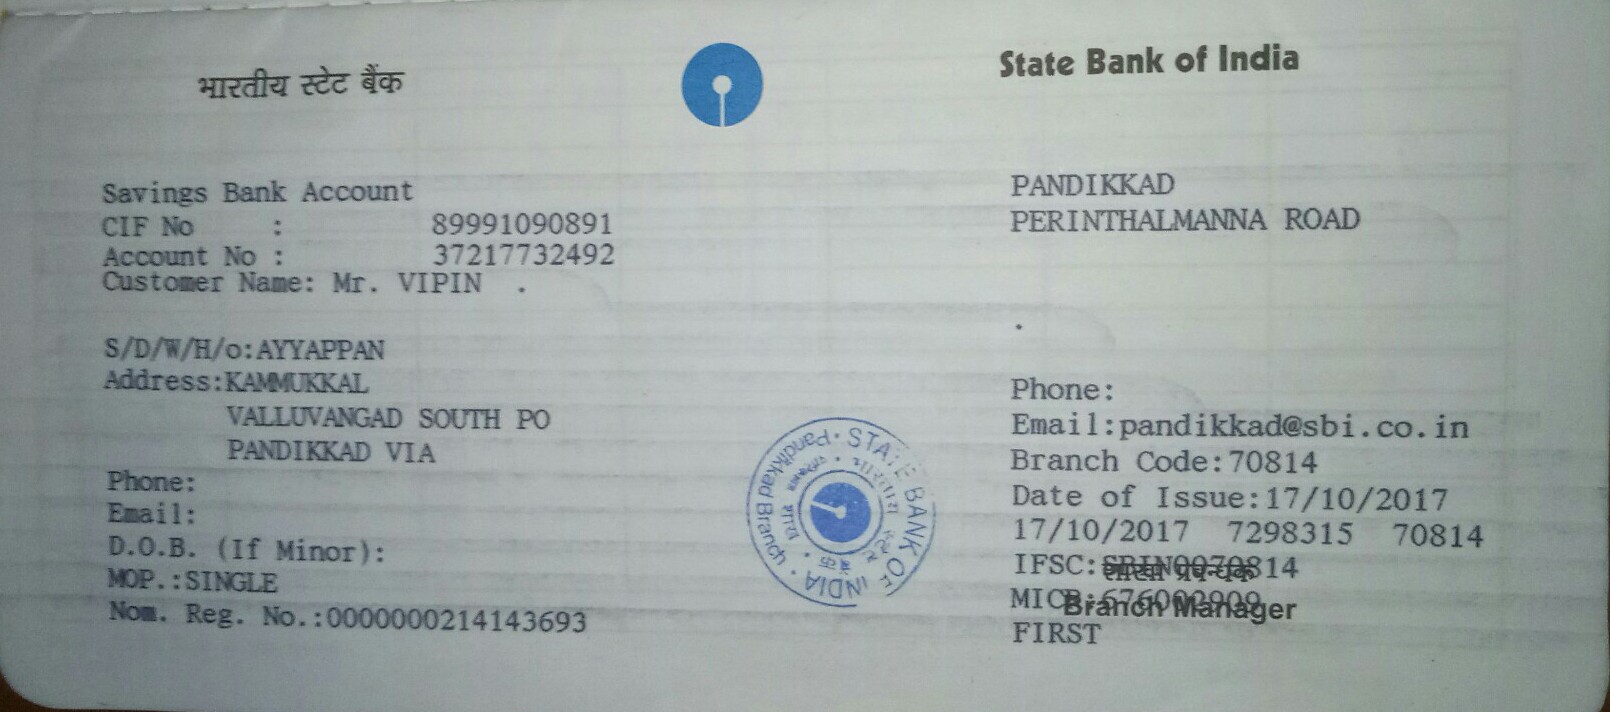 भारतीय स्टेट बैंक
State Bank of India
Savings Bank Account
CIF No : 89991090891
Account No : 37217732492
Customer Name: Mr. VIPIN .
S/D/W/H/o:AYYAPPAN
Address:KAMMUKKAL
VALLUVANGAD SOUTH PO
PANDIKKAD VIA
Phone:
Email:
D.O.B. (If Minor):
MOP.:SINGLE
Nom. Reg. No.:0000000214143693
STATE BANK OF INDIA
Pandikkad Branch
PANDIKKAD
PERINTHALMANNA ROAD
.
Phone:
Email:pandikkad@sbi.co.in
Branch Code:70814
Date of Issue:17/10/2017
17/10/2017 7298315 70814
IFSC:SBIN0070814
शाखा प्रबन्धक
MICR:
Branch Manager
FIRST